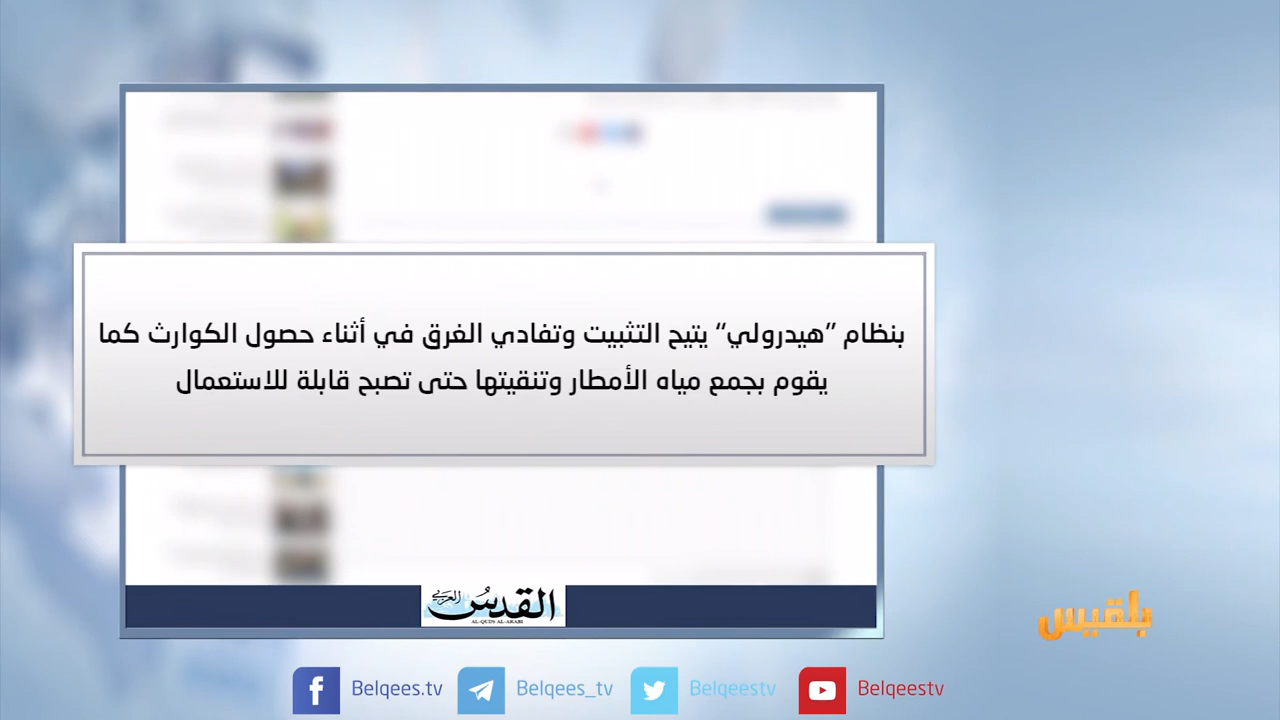 بنظام "هيدرولي" يتيح التثبيت وتفادي الغرق في أثناء حصول الكوارث كما
يقوم بجمع مياه الأمطار وتنقيتها حتى تصبح قابلة للاستعمال
القدس العربي
AL-QUDS AL-ARABI
بلقيس
Belqees.tv
Belqees_tv
Belqeestv
Belqeestv